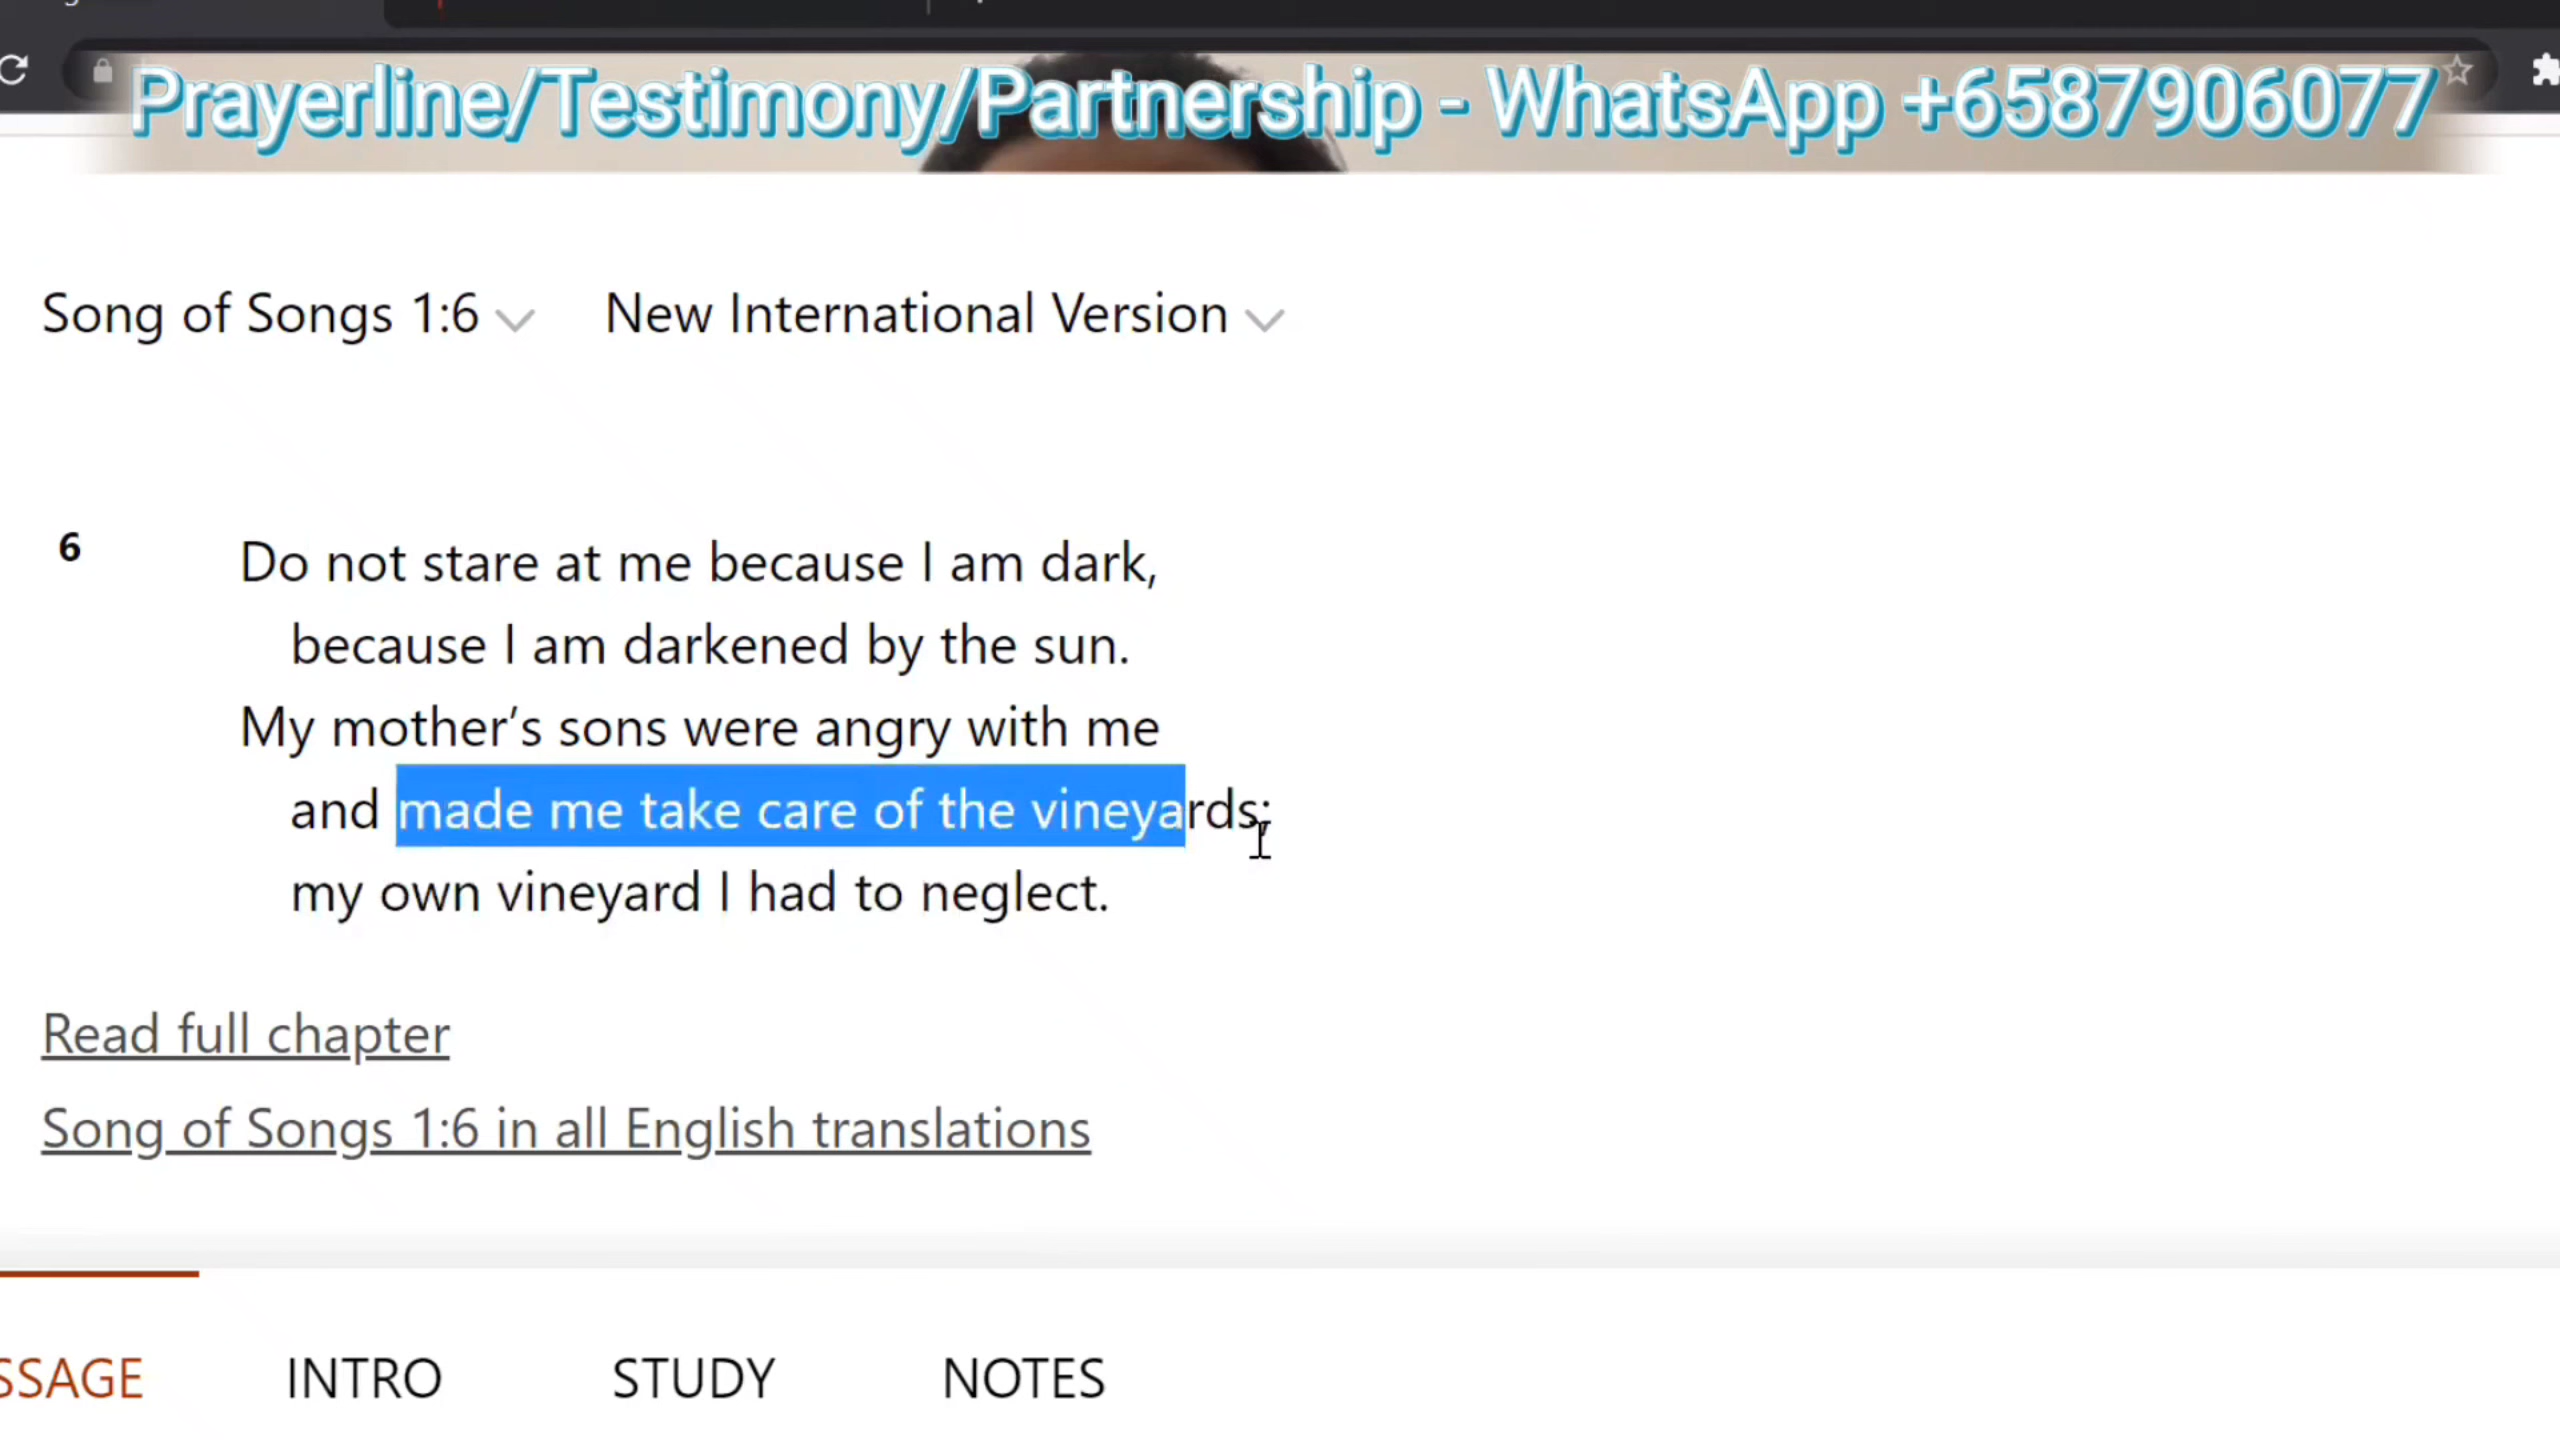 Prayerline/Testimony/Partnership - WhatsApp +6587906077
Song of Songs 1:6 New International Version
6 Do not stare at me because I am dark,
because I am darkened by the sun.
My mother's sons were angry with me
and made me take care of the vineyards;
my own vineyard I had to neglect.
Read full chapter
Song of Songs 1:6 in all English translations
SSAGE INTRO STUDY NOTES